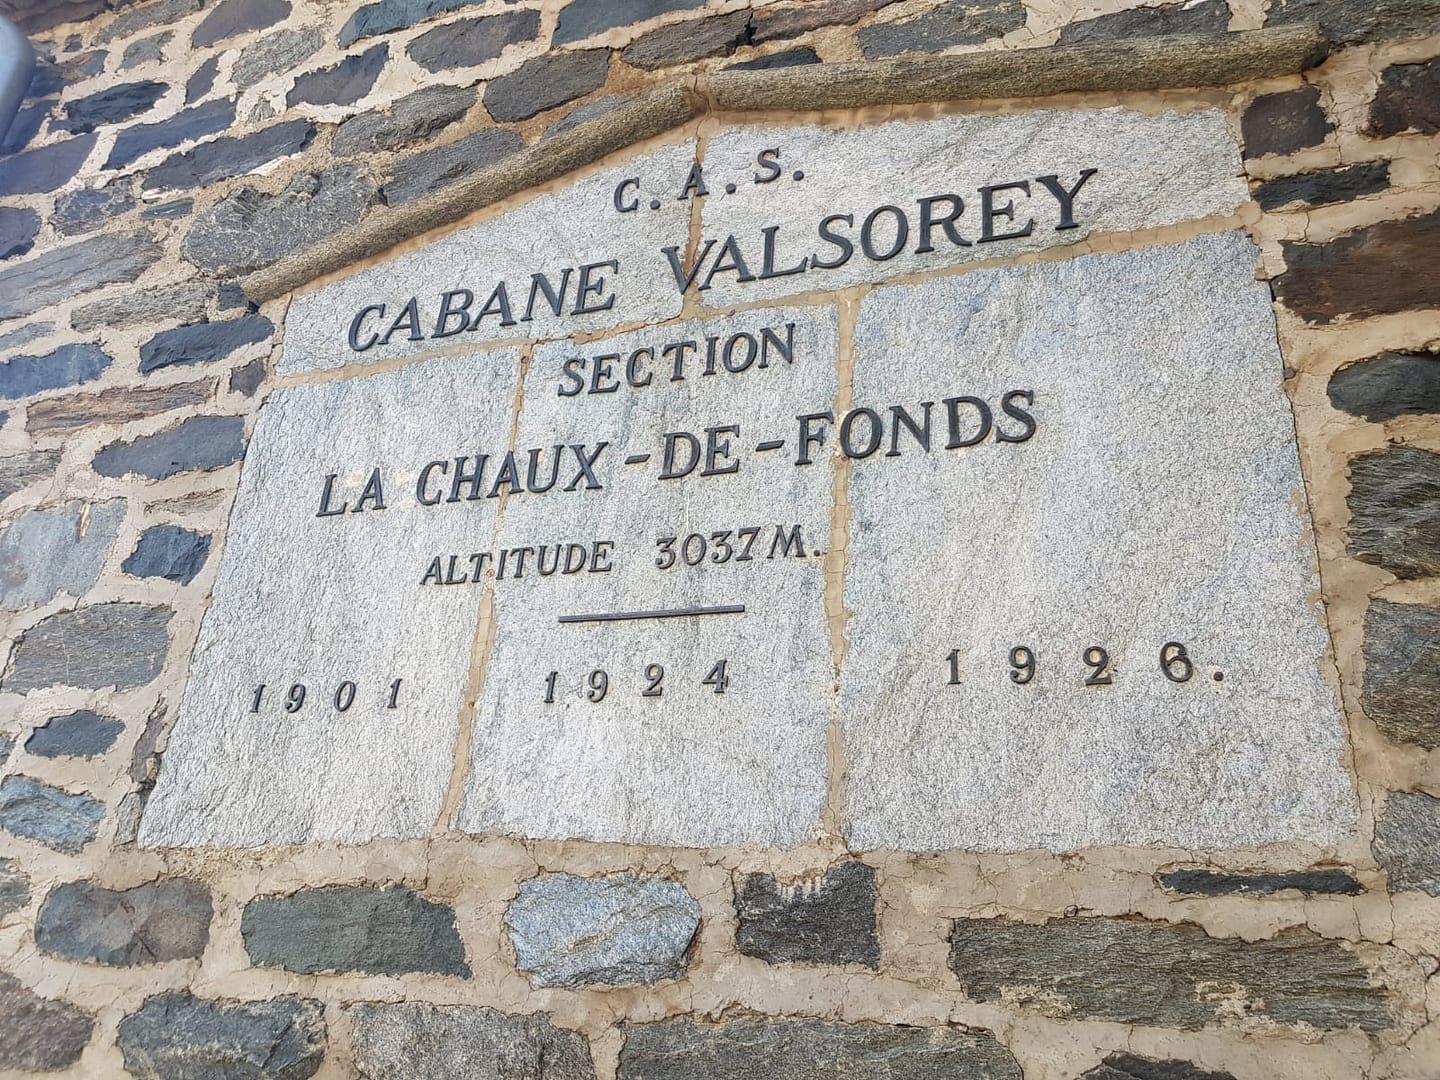 C.A.S.
CABANE VALSOREY
SECTION
LA CHAUX-DE-FONDS
ALTITUDE 3037 M.
1901 1924 1926.